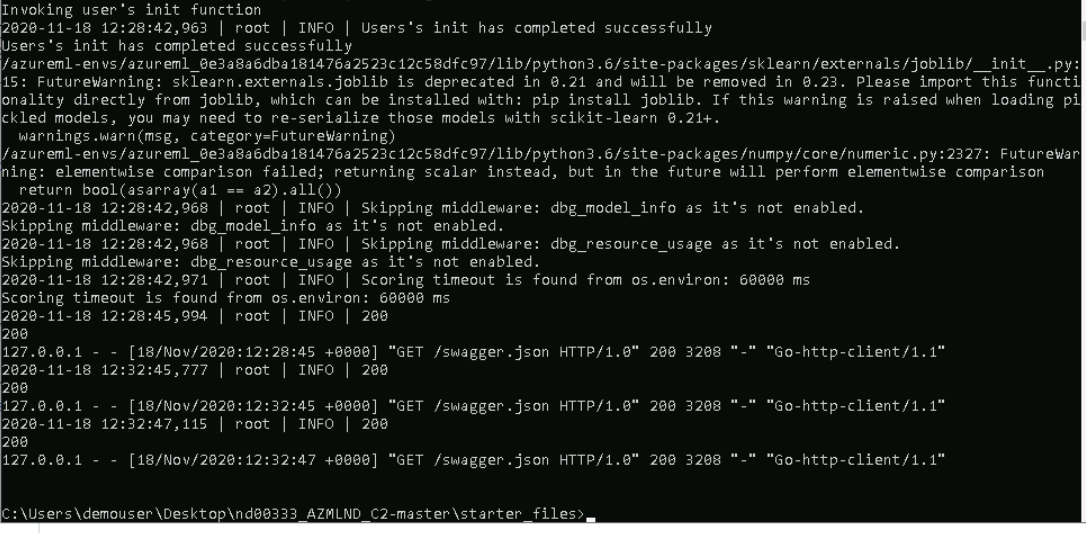 Invoking user's init function
2020-11-18 12:28:42,963 | root | INFO | Users's init has completed successfully
Users's init has completed successfully
/azureml-envs/azureml_0e3a8a6dba181476a2523c12c58dfc97/lib/python3.6/site-packages/sklearn/externals/joblib/__init__.py:
15: FutureWarning: sklearn.externals.joblib is deprecated in 0.21 and will be removed in 0.23. Please import this functi
onality directly from joblib, which can be installed with: pip install joblib. If this warning is raised when loading pi
ckled models, you may need to re-serialize those models with scikit-learn 0.21+.
  warnings.warn(msg, category=FutureWarning)
/azureml-envs/azureml_0e3a8a6dba181476a2523c12c58dfc97/lib/python3.6/site-packages/numpy/core/numeric.py:2327: FutureWar
ning: elementwise comparison failed; returning scalar instead, but in the future will perform elementwise comparison
  return bool(asarray(a1 == a2).all())
2020-11-18 12:28:42,968 | root | INFO | Skipping middleware: dbg_model_info as it's not enabled.
Skipping middleware: dbg_model_info as it's not enabled.
2020-11-18 12:28:42,968 | root | INFO | Skipping middleware: dbg_resource_usage as it's not enabled.
Skipping middleware: dbg_resource_usage as it's not enabled.
2020-11-18 12:28:42,971 | root | INFO | Scoring timeout is found from os.environ: 60000 ms
Scoring timeout is found from os.environ: 60000 ms
2020-11-18 12:28:45,994 | root | INFO | 200
200
127.0.0.1 - - [18/Nov/2020:12:28:45 +0000] "GET /swagger.json HTTP/1.0" 200 3208 "-" "Go-http-client/1.1"
2020-11-18 12:32:45,777 | root | INFO | 200
200
127.0.0.1 - - [18/Nov/2020:12:32:45 +0000] "GET /swagger.json HTTP/1.0" 200 3208 "-" "Go-http-client/1.1"
2020-11-18 12:32:47,115 | root | INFO | 200
200
127.0.0.1 - - [18/Nov/2020:12:32:47 +0000] "GET /swagger.json HTTP/1.0" 200 3208 "-" "Go-http-client/1.1"
C:\Users\demouser\Desktop\nd00333_AZMLND_C2-master\starter_files>